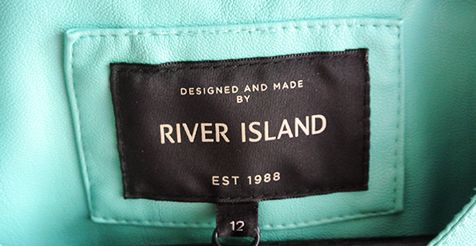 DESIGNED AND MADE
BY
RIVER ISLAND
EST 1988
12